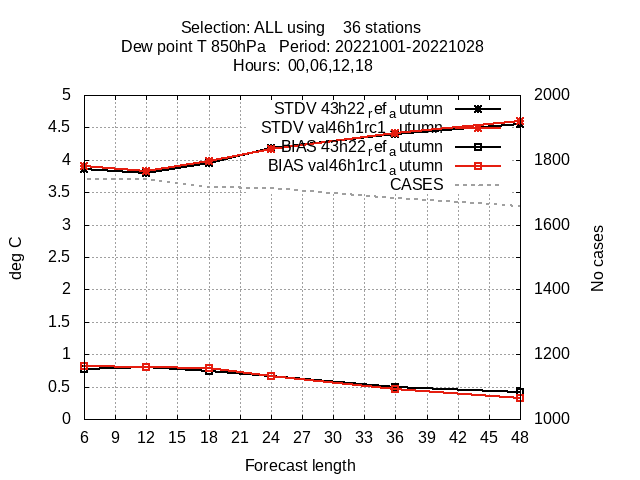 Selection: ALL using    36 stations
Dew point T 850hPa   Period: 20221001-20221028
Hours:  00,06,12,18
5 2000
STDV 43h22_ref_autumn
4.5 STDV val46h1rc1_autumn
BIAS 43h22_ref_autumn
4 BIAS val46h1rc1_autumn 1800
CASES
3.5
3 1600
2.5
2 1400
1.5
1 1200
0.5
0 1000
deg C
No cases
6 9 12 15 18 21 24 27 30 33 36 39 42 45 48
Forecast length